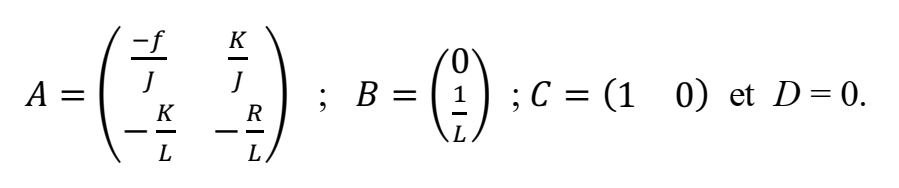 A = ( −f/J K/J ; −K/L −R/L ) ; B = ( 0 ; 1/L ) ; C = (1 0) et D = 0.